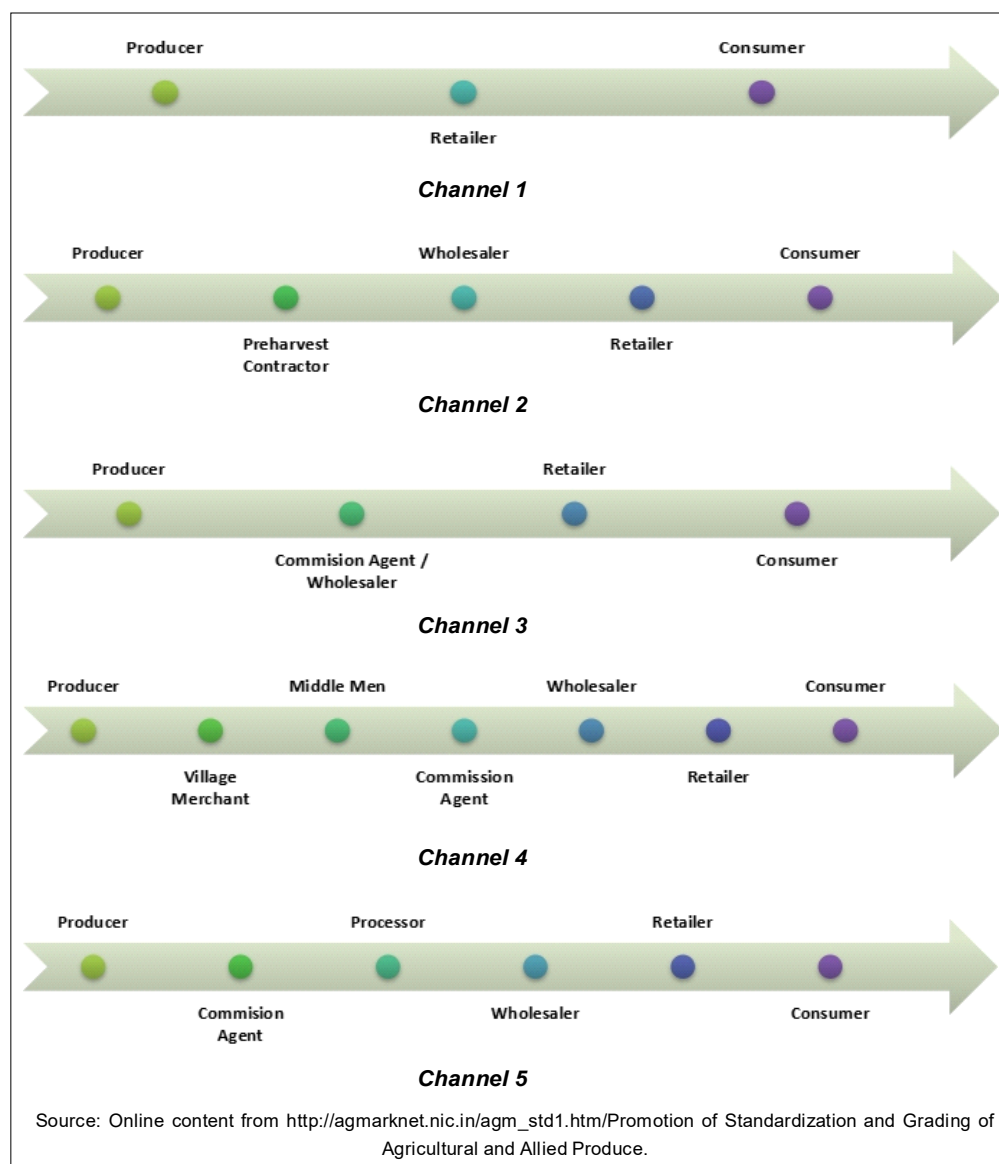 Producer Consumer
Retailer
Channel 1
Producer Wholesaler Consumer
Preharvest Contractor Retailer
Channel 2
Producer Retailer
Commision Agent / Wholesaler Consumer
Channel 3
Producer Middle Men Wholesaler Consumer
Village Merchant Commission Agent Retailer
Channel 4
Producer Processor Retailer
Commision Agent Wholesaler Consumer
Channel 5
Source: Online content from http://agmarknet.nic.in/agm_std1.htm/Promotion of Standardization and Grading of
Agricultural and Allied Produce.